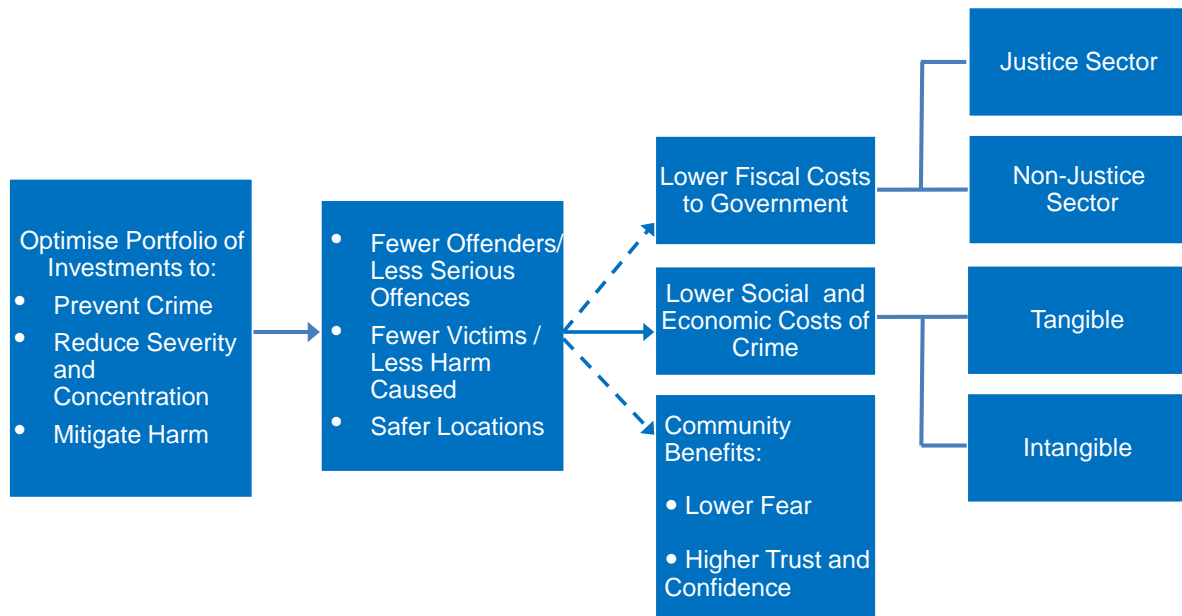 Optimise Portfolio of
Investments to:
• Prevent Crime
• Reduce Severity
and
Concentration
• Mitigate Harm
• Fewer Offenders/
Less Serious
Offences
• Fewer Victims /
Less Harm
Caused
• Safer Locations
Lower Fiscal Costs
to Government
Lower Social and
Economic Costs of
Crime
Community
Benefits:
• Lower Fear
• Higher Trust and
Confidence
Justice Sector
Non-Justice
Sector
Tangible
Intangible